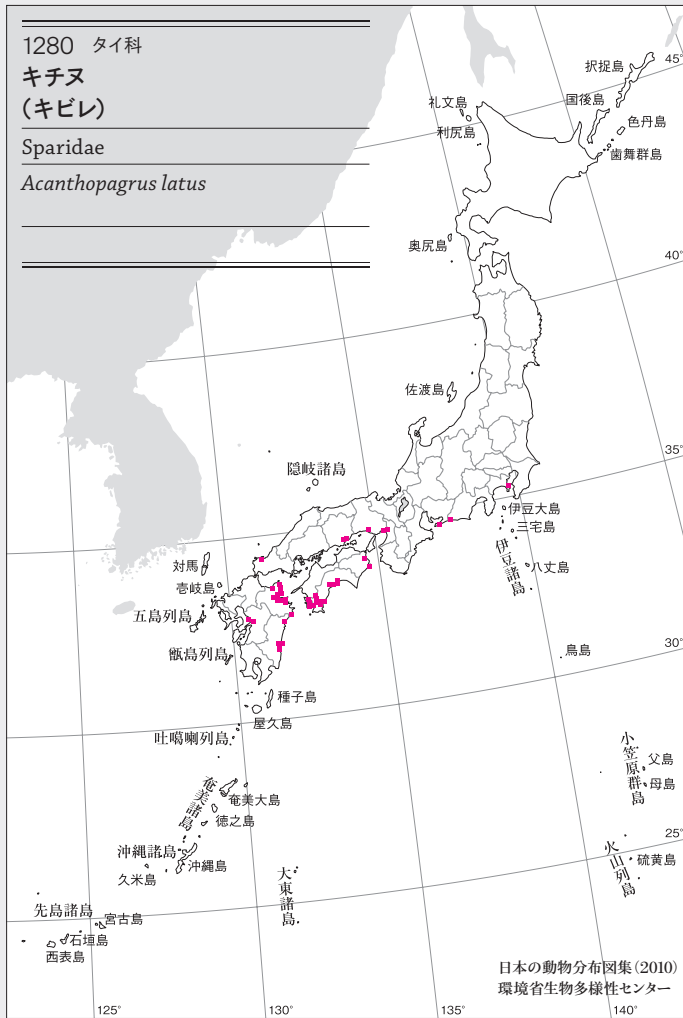 1280 タイ科
キチヌ
(キビレ)
Sparidae
Acanthopagrus latus
択捉島
国後島
色丹島
歯舞群島
礼文島
利尻島
奥尻島
佐渡島
隠岐諸島
伊豆大島
三宅島
伊豆諸島
八丈島
対馬
壱岐島
五島列島
甑島列島
鳥島
種子島
屋久島
吐噶喇列島
小笠原群島
父島
母島
奄美諸島
奄美大島
徳之島
沖縄諸島
沖縄島
久米島
大東諸島
火山列島
硫黄島
先島諸島
宮古島
石垣島
西表島
45°
40°
35°
30°
25°
125°
130°
135°
140°
日本の動物分布図集(2010)
環境省生物多様性センター